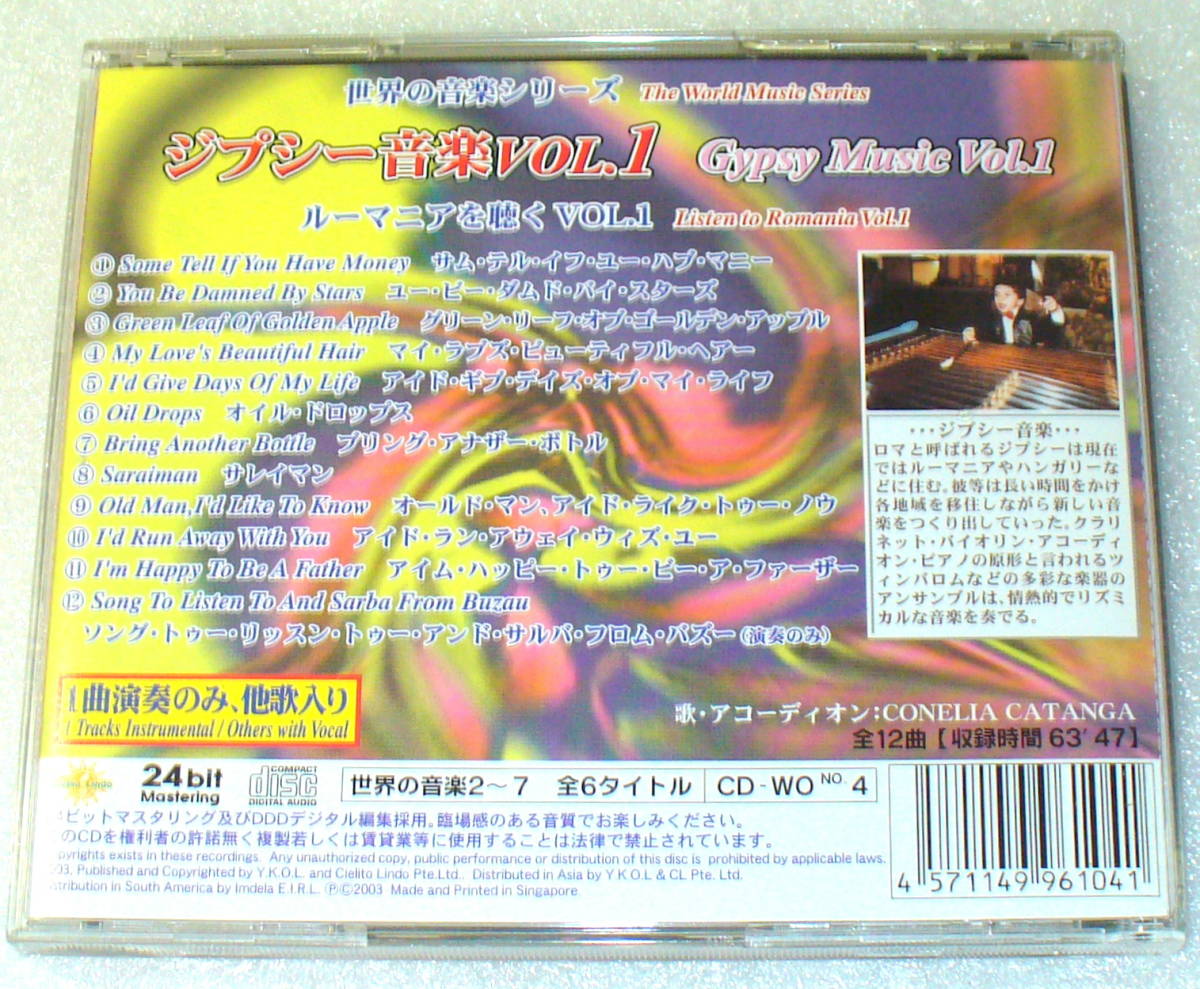 世界の音楽シリーズ The World Music Series
ジプシー音楽VOL.1 Gypsy Music Vol.1
ルーマニアを聴くVOL.1 Listen to Romania Vol.1
① Some Tell If You Have Money サム・テル・イフ・ユー・ハブ・マニー
② You Be Damned By Stars ユー・ビー・ダムド・バイ・スターズ
③ Green Leaf Of Golden Apple グリーン・リーフ・オブ・ゴールデン・アップル
④ My Love's Beautiful Hair マイ・ラブズ・ビューティフル・ヘアー
⑤ I'd Give Days Of My Life アイド・ギブ・デイズ・オブ・マイ・ライフ
⑥ Oil Drops オイル・ドロップス
⑦ Bring Another Bottle ブリング・アナザー・ボトル
⑧ Saraiman サレイマン
⑨ Old Man,I'd Like To Know オールド・マン、アイド・ライク・トゥー・ノウ
⑩ I'd Run Away With You アイド・ラン・アウェイ・ウィズ・ユー
⑪ I'm Happy To Be A Father アイム・ハッピー・トゥー・ビー・ア・ファーザー
⑫ Song To Listen To And Sarba From Buzau
ソング・トゥー・リッスン・トゥー・アンド・サルバ・フロム・バズー(演奏のみ)
・・・ジプシー音楽・・・
ロマと呼ばれるジプシーは現在
ではルーマニアやハンガリーな
どに住む。彼等は長い時間をかけ
各地域を移住しながら新しい音
楽をつくり出していった。クラリ
ネット・バイオリン・アコーディ
オン・ピアノの原形と言われるツ
ィンバロムなどの多彩な楽器の
アンサンブルは、情熱的でリズミ
カルな音楽を奏でる。
曲演奏のみ、他歌入り
Tracks Instrumental / Others with Vocal
歌・アコーディオン:CONELIA CATANGA
全12曲【収録時間63'47】
Lindo
24bit
Mastering
COMPACT
disc
DIGITAL AUDIO
世界の音楽2～7 全6タイトル CD-WO NO. 4
ビットマスタリング及びDDDデジタル編集採用。臨場感のある音質でお楽しみください。
のCDを権利者の許諾無く複製若しくは賃貸業等に使用することは法律で禁止されています。
pyrights exists in these recordings. Any unauthorized copy, public performance or distribution of this disc is prohibited by applicable laws.
03, Published and Copyrighted by Y.K.O.L. and Cielito Lindo Pte.Ltd.. Distributed in Asia by Y.K.O.L & CL Pte. Ltd.
stribution in South America by Imdela E.I.R.L. ℗©2003 Made and Printed in Singapore
4 571149 961041